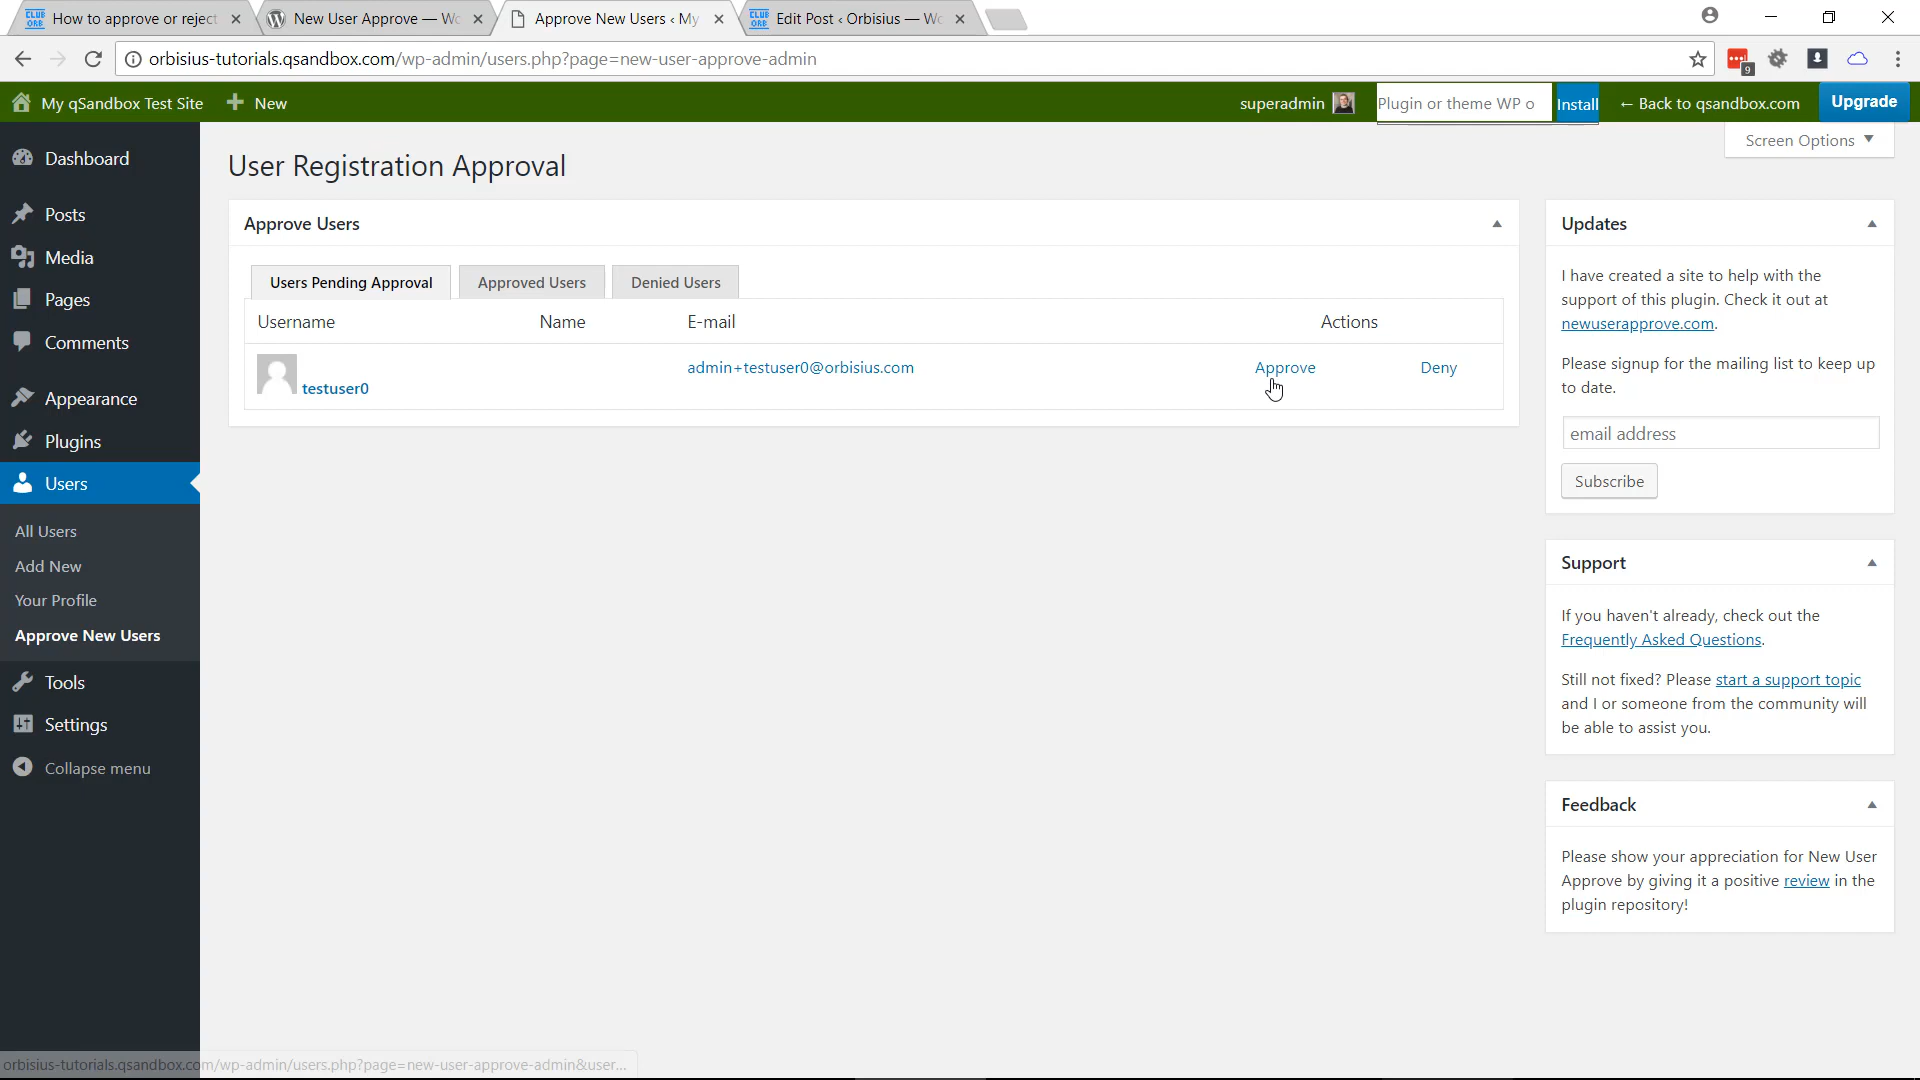 How to approve or reject
New User Approve — Wo
Approve New Users ‹ My
Edit Post ‹ Orbisius — Wo
orbisius-tutorials.qsandbox.com/wp-admin/users.php?page=new-user-approve-admin
9
My qSandbox Test Site
New
superadmin
Plugin or theme WP o
Install
← Back to qsandbox.com
Upgrade
Screen Options
Dashboard
Posts
Media
Pages
Comments
Appearance
Plugins
Users
All Users
Add New
Your Profile
Approve New Users
Tools
Settings
Collapse menu
User Registration Approval
Approve Users
Users Pending Approval
Approved Users
Denied Users
Username
Name
E-mail
Actions
testuser0
admin+testuser0@orbisius.com
Approve
Deny
Updates
I have created a site to help with the
support of this plugin. Check it out at
newuserapprove.com.
Please signup for the mailing list to keep up
to date.
email address
Subscribe
Support
If you haven't already, check out the
Frequently Asked Questions.
Still not fixed? Please start a support topic
and I or someone from the community will
be able to assist you.
Feedback
Please show your appreciation for New User
Approve by giving it a positive review in the
plugin repository!
orbisius-tutorials.qsandbox.com/wp-admin/users.php?page=new-user-approve-admin&user...